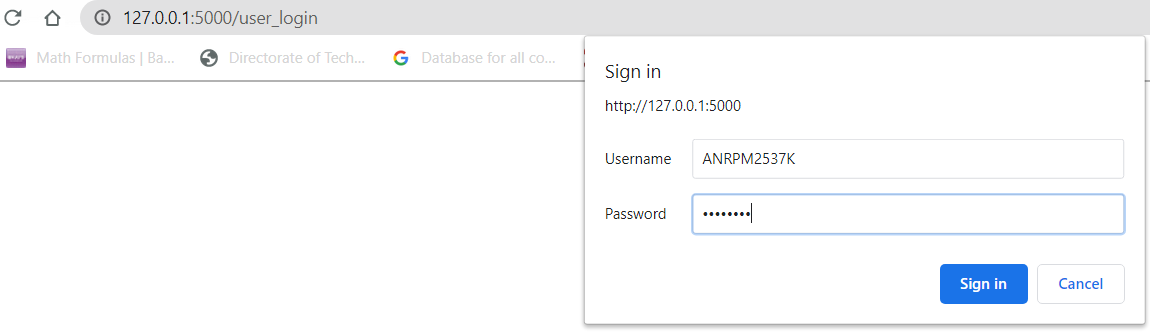 127.0.0.1:5000/user_login
Math Formulas | Ba... Directorate of Tech... Database for all co...
Sign in
http://127.0.0.1:5000
Username ANRPM2537K
Password ••••••••
Sign in Cancel